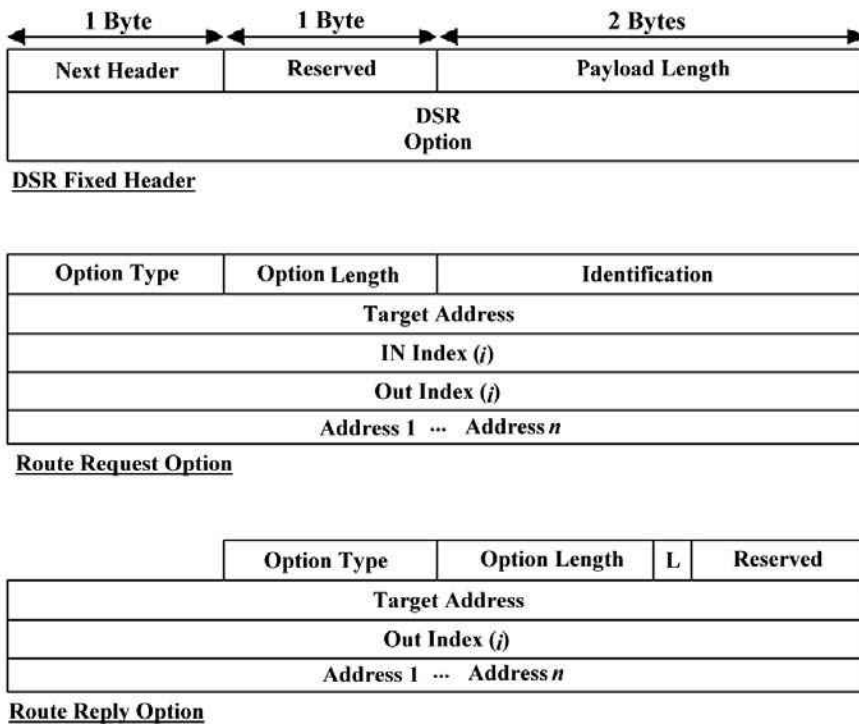 1 Byte 1 Byte 2 Bytes
Next Header Reserved Payload Length
DSR
Option
DSR Fixed Header
Option Type Option Length Identification
Target Address
IN Index (i)
Out Index (i)
Address 1 ... Address n
Route Request Option
Option Type Option Length L Reserved
Target Address
Out Index (i)
Address 1 ... Address n
Route Reply Option